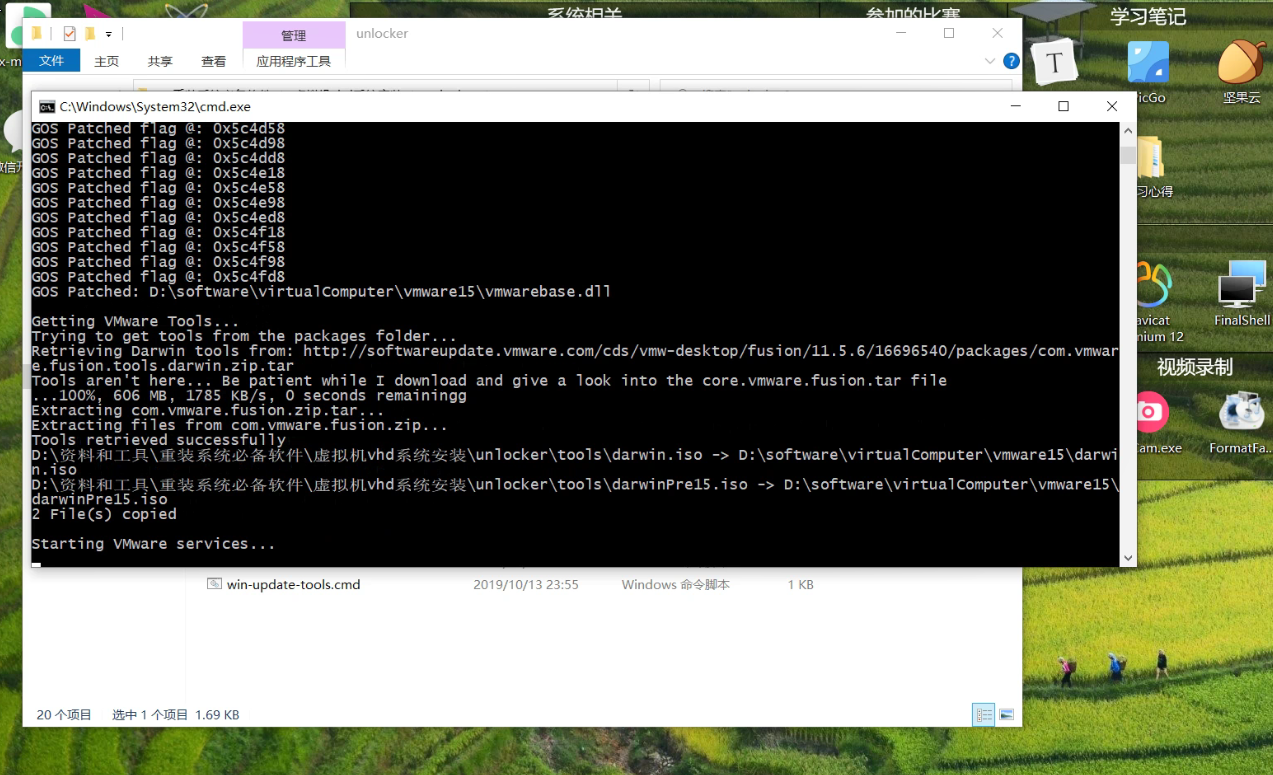 系统相关
参加的比赛
学习笔记
管理
unlocker
文件
主页
共享
查看
应用程序工具
C:\Windows\System32\cmd.exe
GOS Patched flag @: 0x5c4d58
GOS Patched flag @: 0x5c4d98
GOS Patched flag @: 0x5c4dd8
GOS Patched flag @: 0x5c4e18
GOS Patched flag @: 0x5c4e58
GOS Patched flag @: 0x5c4e98
GOS Patched flag @: 0x5c4ed8
GOS Patched flag @: 0x5c4f18
GOS Patched flag @: 0x5c4f58
GOS Patched flag @: 0x5c4f98
GOS Patched flag @: 0x5c4fd8
GOS Patched: D:\software\virtualComputer\vmware15\vmwarebase.dll
Getting VMware Tools...
Trying to get tools from the packages folder...
Retrieving Darwin tools from: http://softwareupdate.vmware.com/cds/vmw-desktop/fusion/11.5.6/16696540/packages/com.vmwar
e.fusion.tools.darwin.zip.tar
Tools aren't here... Be patient while I download and give a look into the core.vmware.fusion.tar file
...100%, 606 MB, 1785 KB/s, 0 seconds remainingg
Extracting com.vmware.fusion.zip.tar...
Extracting files from com.vmware.fusion.zip...
Tools retrieved successfully
D:\资料和工具\重装系统必备软件\虚拟机vhd系统安装\unlocker\tools\darwin.iso -> D:\software\virtualComputer\vmware15\darwi
n.iso
D:\资料和工具\重装系统必备软件\虚拟机vhd系统安装\unlocker\tools\darwinPre15.iso -> D:\software\virtualComputer\vmware15\
darwinPre15.iso
2 File(s) copied
Starting VMware services...
win-update-tools.cmd 2019/10/13 23:55 Windows 命令脚本 1 KB
20 个项目 选中 1 个项目 1.69 KB
T
icGo
坚果云
习心得
avicat
mium 12
FinalShell
视频录制
Cam.exe
FormatFa...